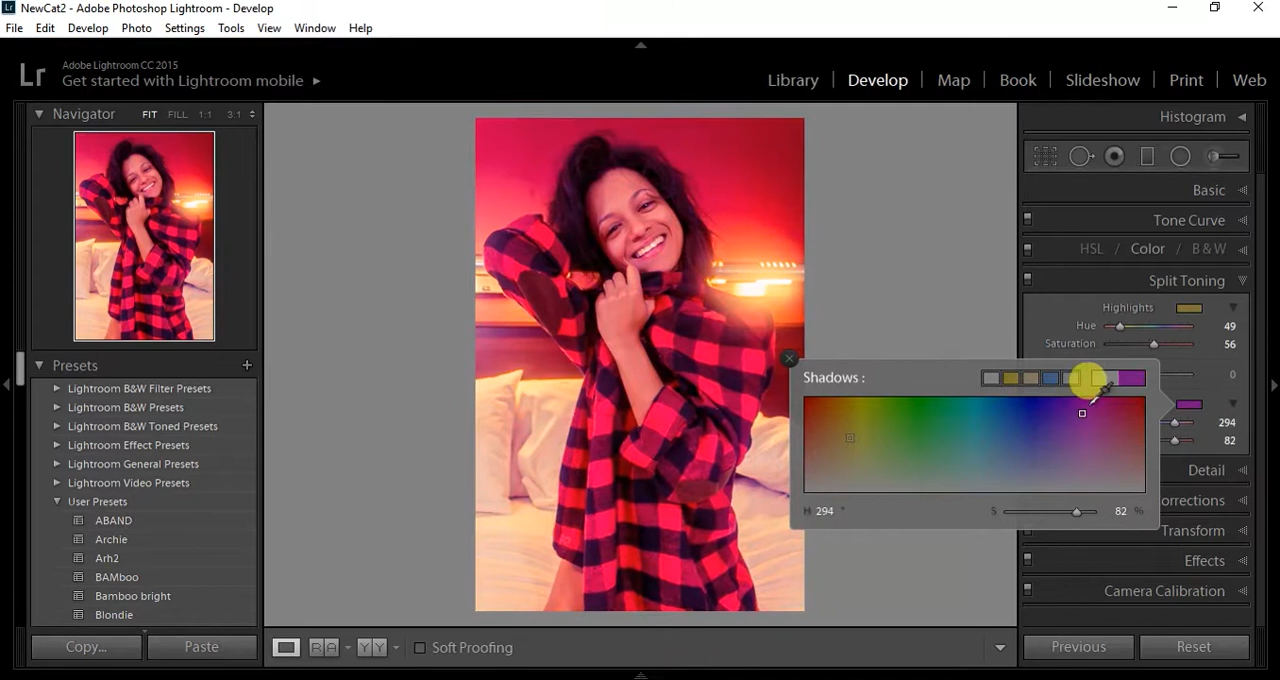 NewCat2 - Adobe Photoshop Lightroom - Develop
File Edit Develop Photo Settings Tools View Window Help
Lr Adobe Lightroom CC 2015
Get started with Lightroom mobile
Library Develop Map Book Slideshow Print Web
Navigator FIT FILL 1:1 3:1
Histogram
Basic
Tone Curve
HSL / Color / B & W
Split Toning
Highlights
Hue 49
Saturation 56
0
294
82
Shadows :
H 294 °
S 82 %
Detail
orrections
Transform
Effects
Camera Calibration
Presets +
Lightroom B&W Filter Presets
Lightroom B&W Presets
Lightroom B&W Toned Presets
Lightroom Effect Presets
Lightroom General Presets
Lightroom Video Presets
User Presets
ABAND
Archie
Arh2
BAMboo
Bamboo bright
Blondie
Copy... Paste
R A Y Y Soft Proofing
Previous Reset